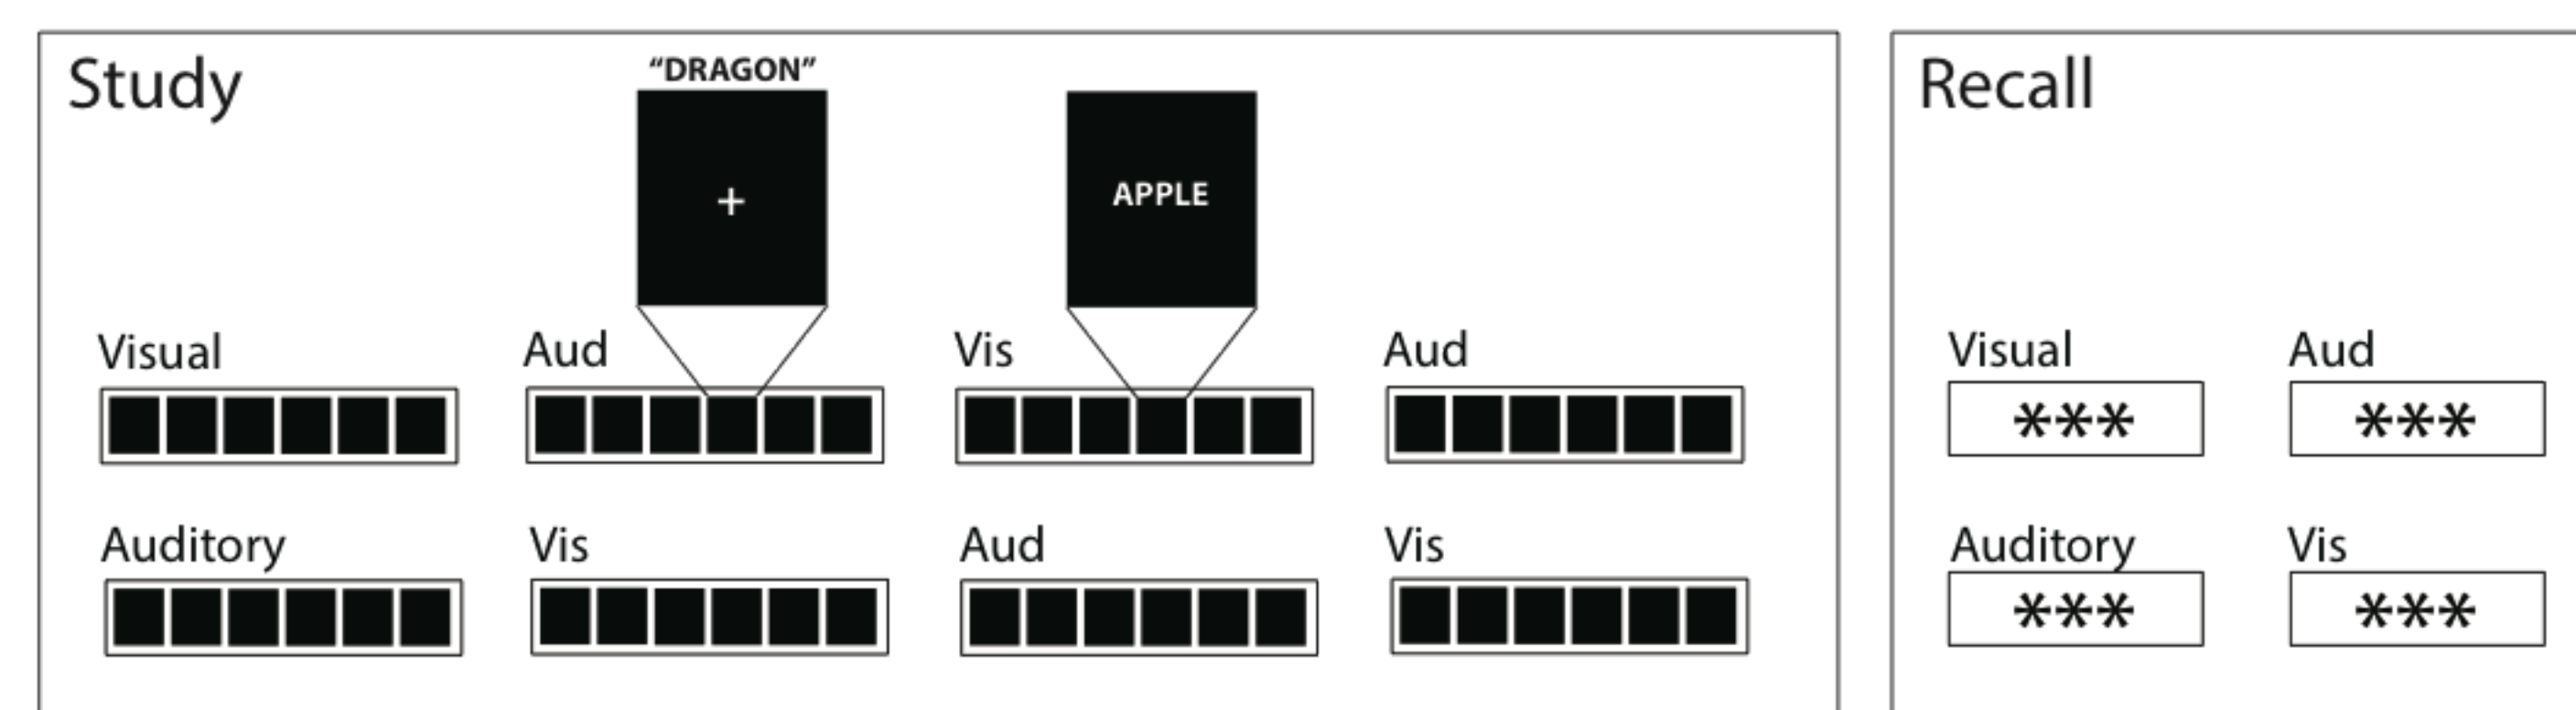 Study
“DRAGON”
+
APPLE
Visual Aud Vis Aud
Auditory Vis Aud Vis
Recall
Visual Aud
*** ***
Auditory Vis
*** ***